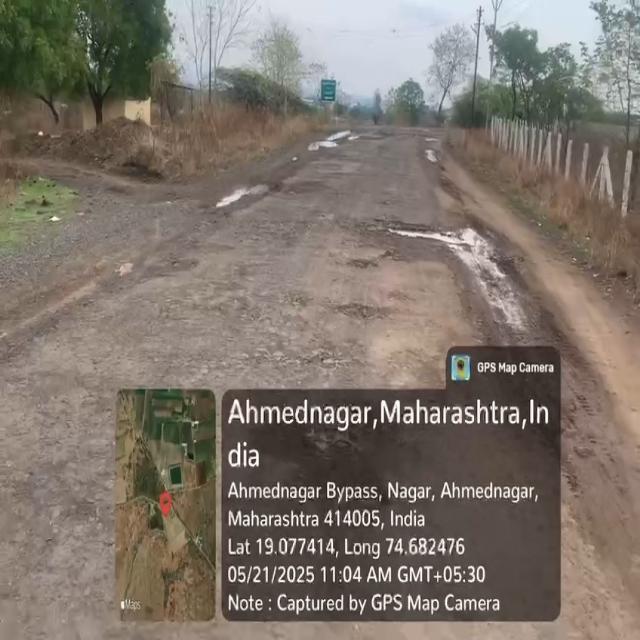 GPS Map Camera
Ahmednagar,Maharashtra,In
dia
Ahmednagar Bypass, Nagar, Ahmednagar,
Maharashtra 414005, India
Lat 19.077414, Long 74.682476
05/21/2025 11:04 AM GMT+05:30
Note : Captured by GPS Map Camera
Maps